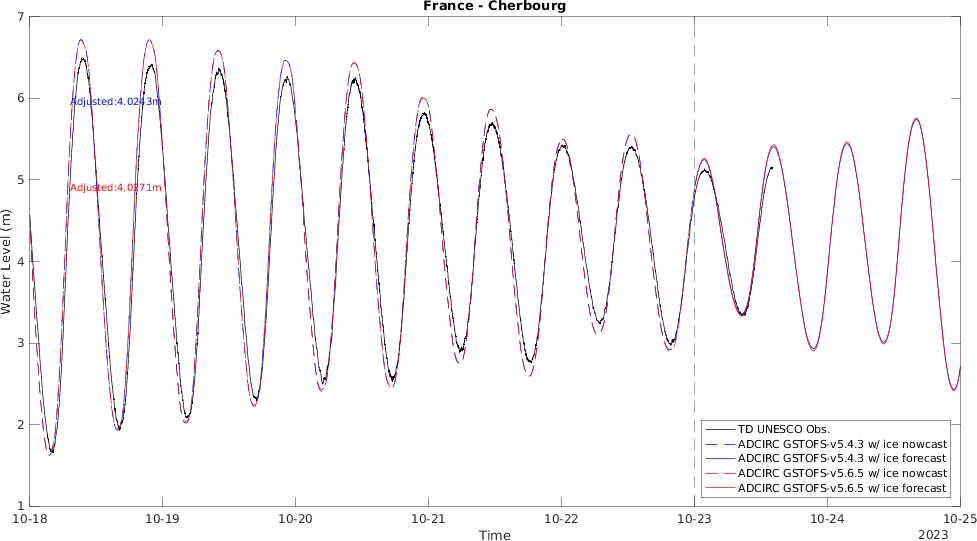 France - Cherbourg
7
6
5
4
3
2
1
Water Level (m)
Adjusted:4.0243m
Adjusted:4.0271m
TD UNESCO Obs.
ADCIRC GSTOFS-v5.4.3 w/ ice nowcast
ADCIRC GSTOFS-v5.4.3 w/ ice forecast
ADCIRC GSTOFS-v5.6.5 w/ ice nowcast
ADCIRC GSTOFS-v5.6.5 w/ ice forecast
10-18 10-19 10-20 10-21 10-22 10-23 10-24 10-25
Time
2023